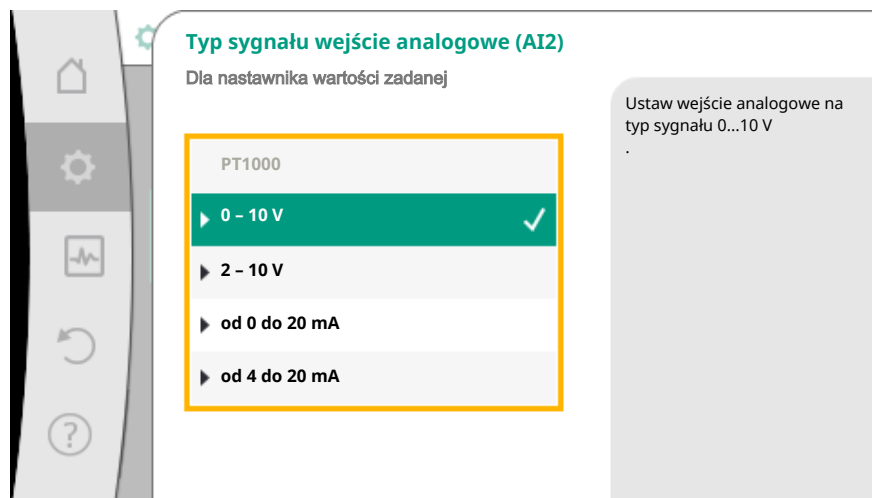 Typ sygnału wejście analogowe (AI2)
Dla nastawnika wartości zadanej
PT1000
0 – 10 V
2 – 10 V
od 0 do 20 mA
od 4 do 20 mA
Ustaw wejście analogowe na
typ sygnału 0...10 V
.
?